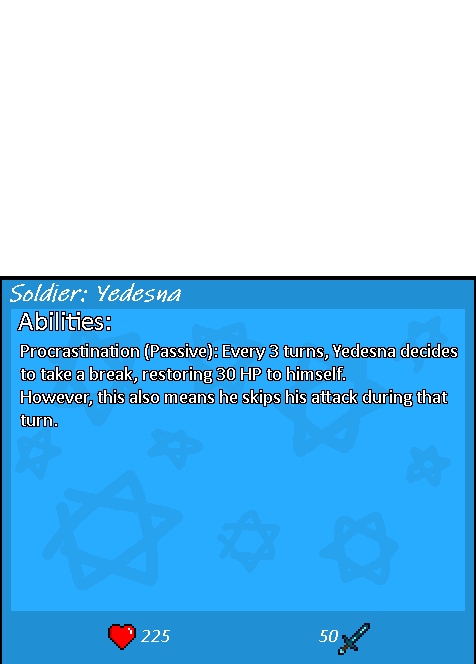 Soldier: Yedesna
Abilities:
Procrastination (Passive): Every 3 turns, Yedesna decides
to take a break, restoring 30 HP to himself.
However, this also means he skips his attack during that
turn.
225
50